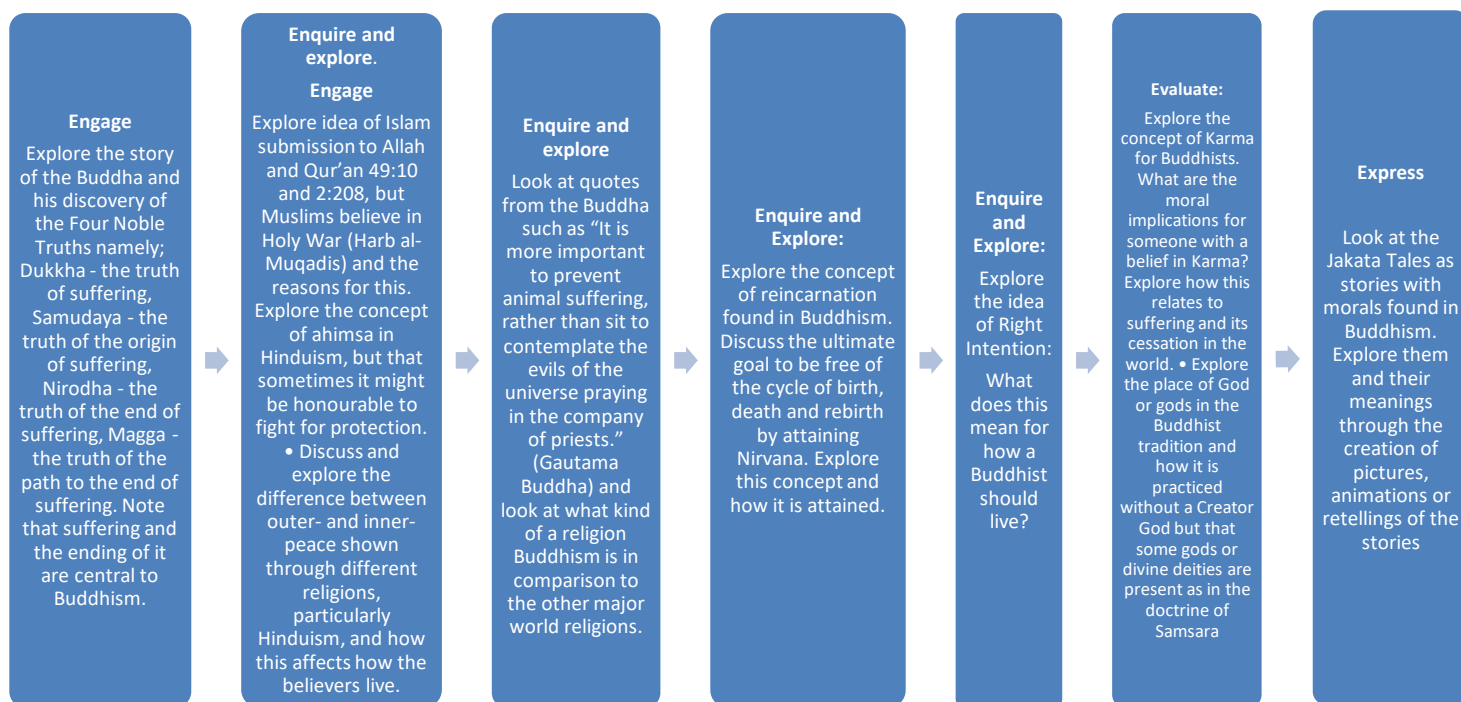 Engage
Explore the story
of the Buddha and
his discovery of
the Four Noble
Truths namely;
Dukkha - the truth
of suffering,
Samudaya - the
truth of the origin
of suffering,
Nirodha - the
truth of the end of
suffering, Magga -
the truth of the
path to the end of
suffering. Note
that suffering and
the ending of it
are central to
Buddhism.
Enquire and
explore.
Engage
Explore idea of Islam
submission to Allah
and Qur'an 49:10
and 2:208, but
Muslims believe in
Holy War (Harb al-
Muqadis) and the
reasons for this.
Explore the concept
of ahimsa in
Hinduism, but that
sometimes it might
be honourable to
fight for protection.
• Discuss and
explore the
difference between
outer- and inner-
peace shown
through different
religions,
particularly
Hinduism, and how
this affects how the
believers live.
Enquire and
explore
Look at quotes
from the Buddha
such as “It is
more important
to prevent
animal suffering,
rather than sit to
contemplate the
evils of the
universe praying
in the company
of priests.”
(Gautama
Buddha) and
look at what kind
of a religion
Buddhism is in
comparison to
the other major
world religions.
Enquire and
Explore:
Explore the concept
of reincarnation
found in Buddhism.
Discuss the ultimate
goal to be free of
the cycle of birth,
death and rebirth
by attaining
Nirvana. Explore
this concept and
how it is attained.
Enquire
and
Explore:
Explore
the idea
of Right
Intention:
What
does this
mean for
how a
Buddhist
should
live?
Evaluate:
Explore the
concept of Karma
for Buddhists.
What are the
moral
implications for
someone with a
belief in Karma?
Explore how this
relates to
suffering and its
cessation in the
world. • Explore
the place of God
or gods in the
Buddhist
tradition and
how it is
practiced
without a Creator
God but that
some gods or
divine deities are
present as in the
doctrine of
Samsara
Express
Look at the
Jakata Tales as
stories with
morals found in
Buddhism.
Explore them
and their
meanings
through the
creation of
pictures,
animations or
retellings of the
stories